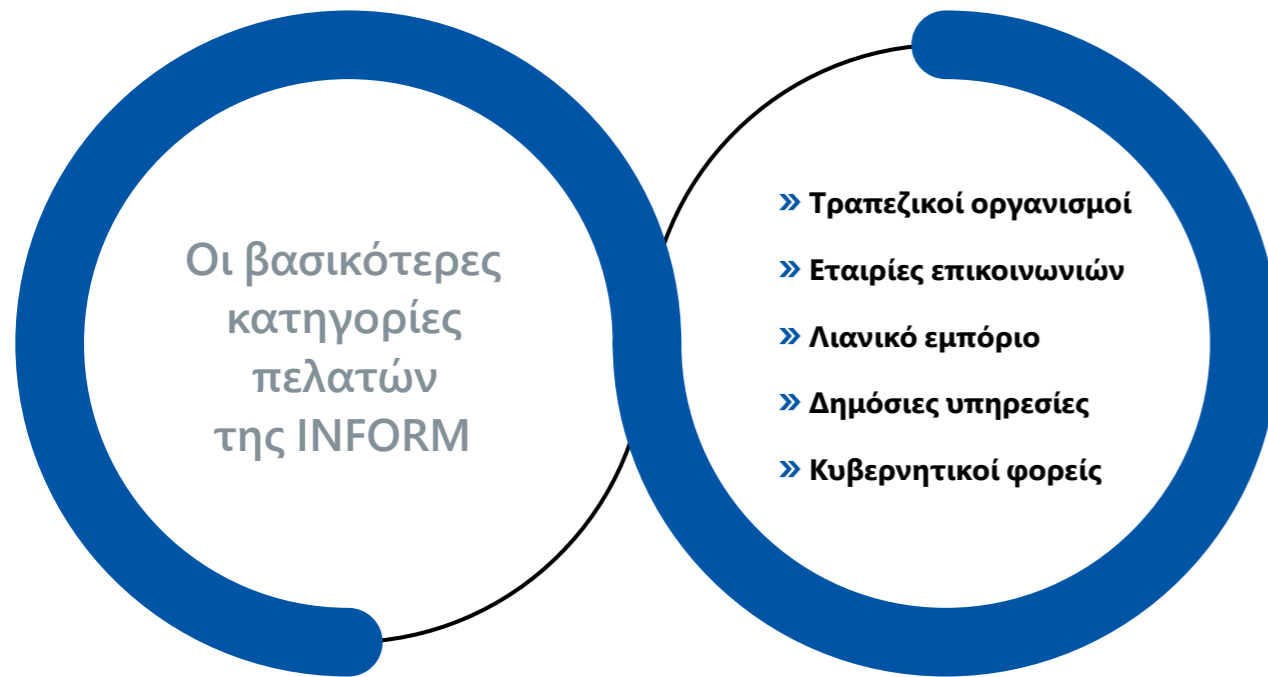 Οι βασικότερες
κατηγορίες
πελατών
της INFORM
» Τραπεζικοί οργανισμοί
» Εταιρίες επικοινωνιών
» Λιανικό εμπόριο
» Δημόσιες υπηρεσίες
» Κυβερνητικοί φορείς